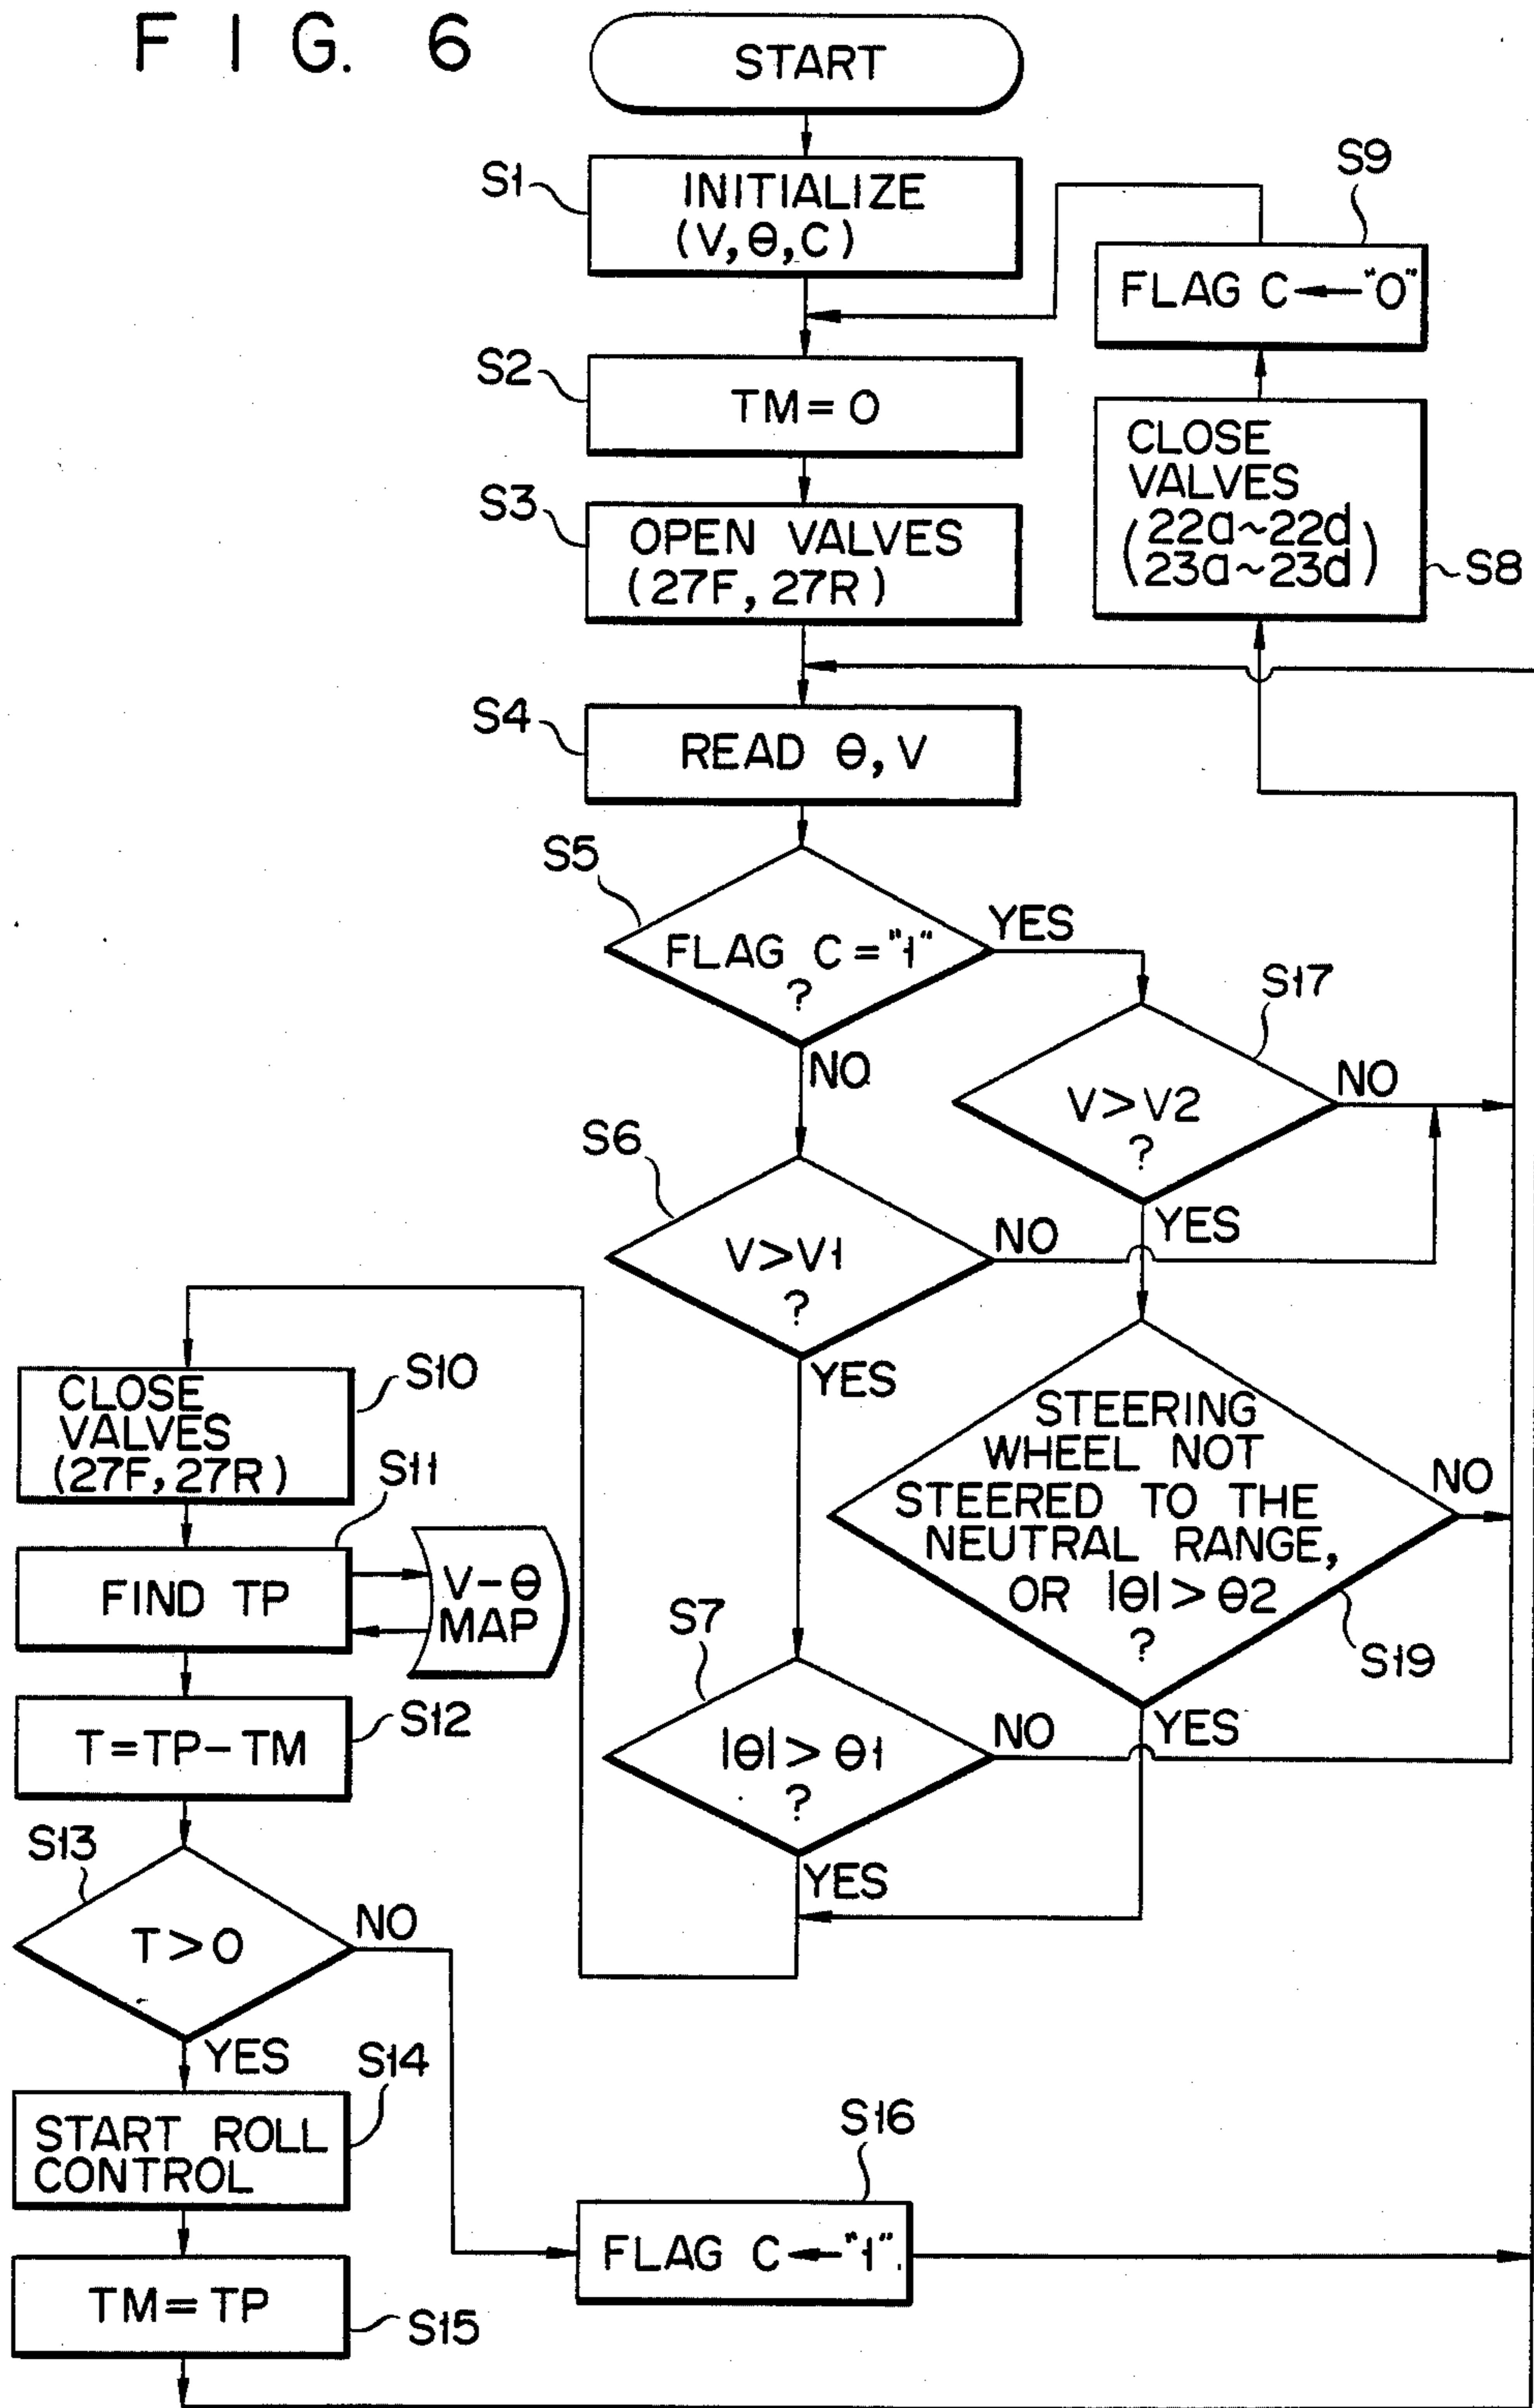 FIG. 6
START
S1
INITIALIZE
(V, θ, C)
S9
FLAG C ← "0"
S2
TM = 0
CLOSE
VALVES
(22a~22d
23a~23d)
S8
S3
OPEN VALVES
(27F, 27R)
S4
READ θ, V
S5
FLAG C = "1"
?
YES
NO
S17
V > V2
?
NO
YES
S6
V > V1
?
NO
YES
S10
CLOSE
VALVES
(27F, 27R)
STEERING
WHEEL NOT
STEERED TO THE
NEUTRAL RANGE,
OR |θ| > θ2
?
NO
YES
S19
S11
FIND TP
V-θ
MAP
S7
|θ| > θ1
?
NO
YES
S12
T = TP - TM
S13
T > 0
NO
YES
S14
START ROLL
CONTROL
S16
FLAG C ← "1".
TM = TP
S15